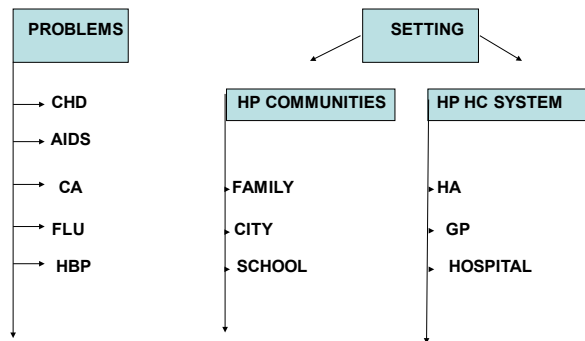 PROBLEMS
SETTING
CHD
AIDS
CA
FLU
HBP
HP COMMUNITIES
FAMILY
CITY
SCHOOL
HP HC SYSTEM
HA
GP
HOSPITAL